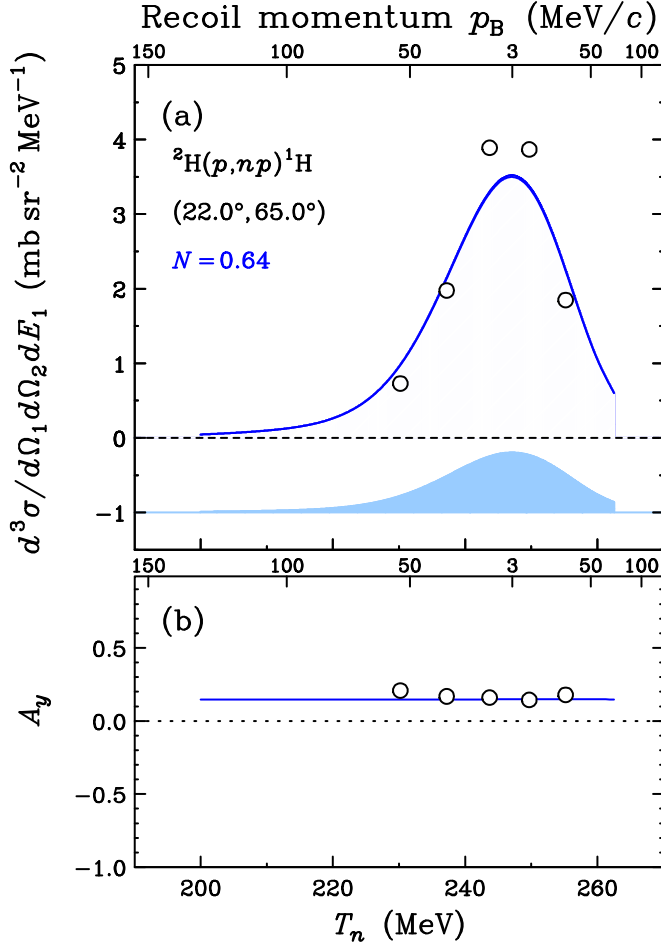 Recoil momentum p_B (MeV/c)
150 100 50 3 50 100
d³σ/dΩ₁dΩ₂dE₁ (mb sr⁻² MeV⁻¹)
5
4
3
2
1
0
−1
(a)
²H(p,np)¹H
(22.0°,65.0°)
N = 0.64
150 100 50 3 50 100
(b)
A_y
0.5
0.0
−0.5
−1.0
200 220 240 260
T_n (MeV)